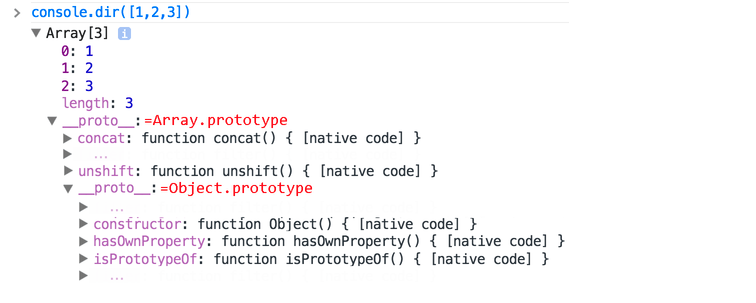 > console.dir([1,2,3])
▼ Array[3] i
0: 1
1: 2
2: 3
length: 3
▼ __proto__:=Array.prototype
▶ concat: function concat() { [native code] }
▶ ...
▶ unshift: function unshift() { [native code] }
▼ __proto__:=Object.prototype
▶ ...
▶ constructor: function Object() { [native code] }
▶ hasOwnProperty: function hasOwnProperty() { [native code] }
▶ isPrototypeOf: function isPrototypeOf() { [native code] }
▶ ...